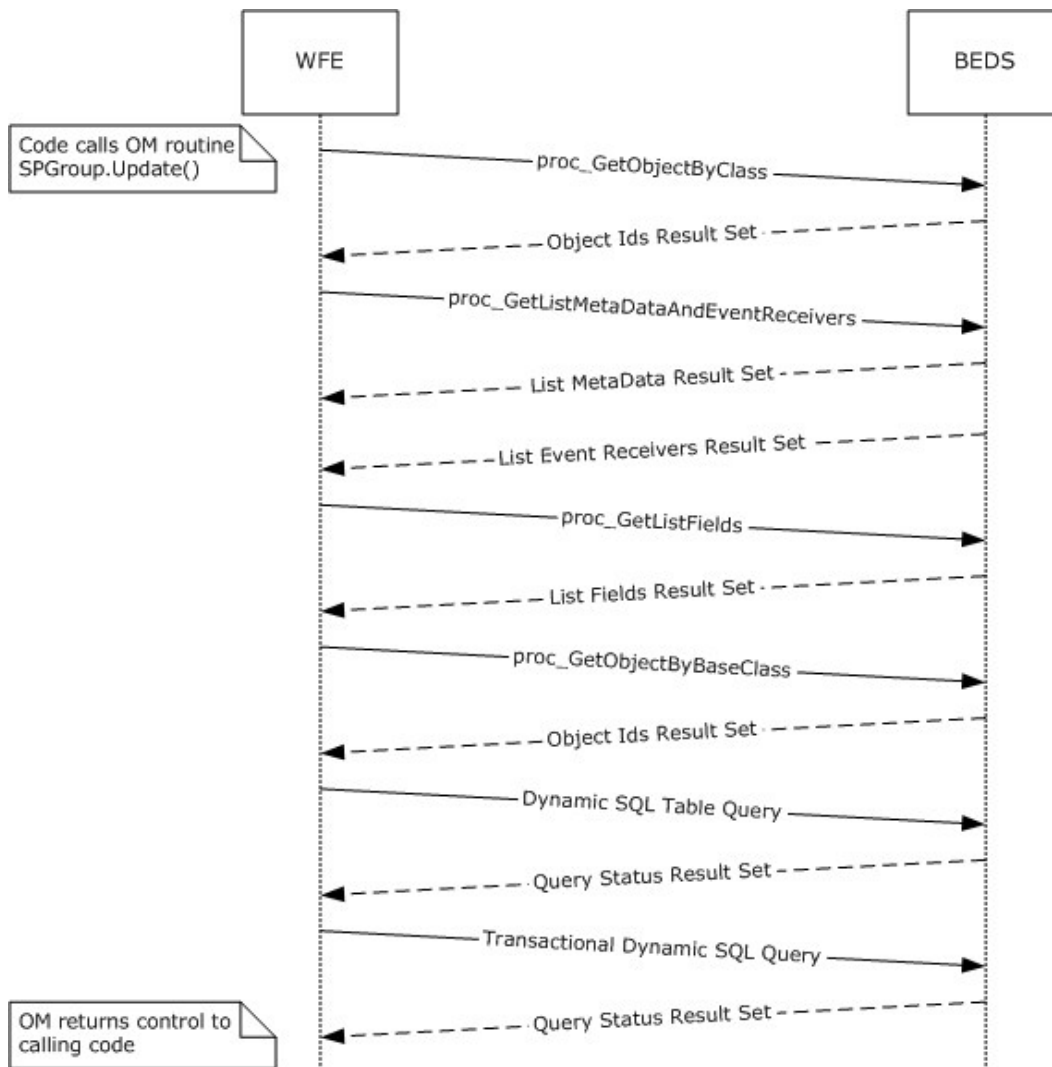 WFE
BEDS
Code calls OM routine
SPGroup.Update()
proc_GetObjectByClass
Object Ids Result Set
proc_GetListMetaDataAndEventReceivers
List MetaData Result Set
List Event Receivers Result Set
proc_GetListFields
List Fields Result Set
proc_GetObjectByBaseClass
Object Ids Result Set
Dynamic SQL Table Query
Query Status Result Set
Transactional Dynamic SQL Query
Query Status Result Set
OM returns control to
calling code